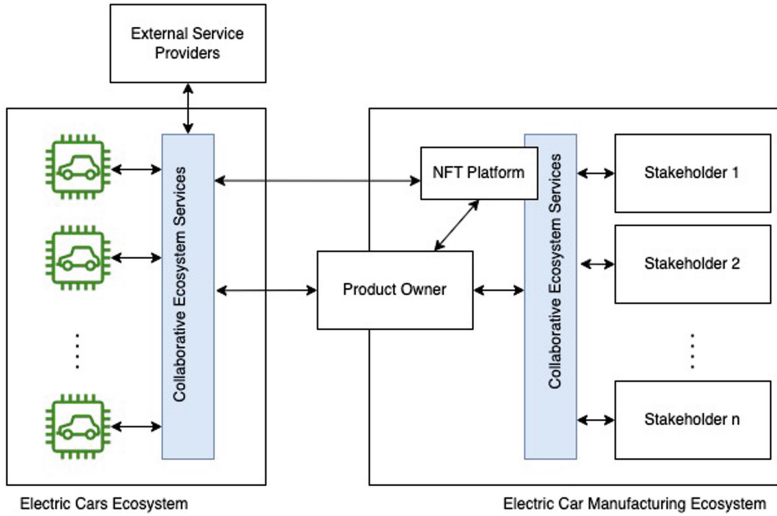 External Service
Providers
Collaborative Ecosystem Services
NFT Platform
Product Owner
Collaborative Ecosystem Services
Stakeholder 1
Stakeholder 2
Stakeholder n
Electric Cars Ecosystem
Electric Car Manufacturing Ecosystem